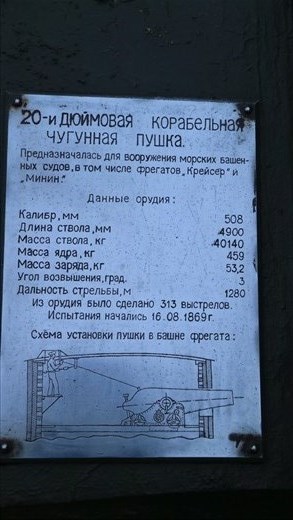 20-и ДЮЙМОВАЯ КОРАБЕЛЬНАЯ
ЧУГУННАЯ ПУШКА.
Предназначалась для вооружения морских башен-
ных судов, в том числе фрегатов „Крейсер" и
„Минин".
Данные орудия:
Калибр, мм 508
Длина ствола, мм 4900
Масса ствола, кг 40140
Масса ядра, кг 459
Масса заряда, кг 53,2
Угол возвышения, град. 3
Дальность стрельбы, м 1280
Из орудия было сделано 313 выстрелов.
Испытания начались 16.08.1869г.
Схема установки пушки в башне фрегата: